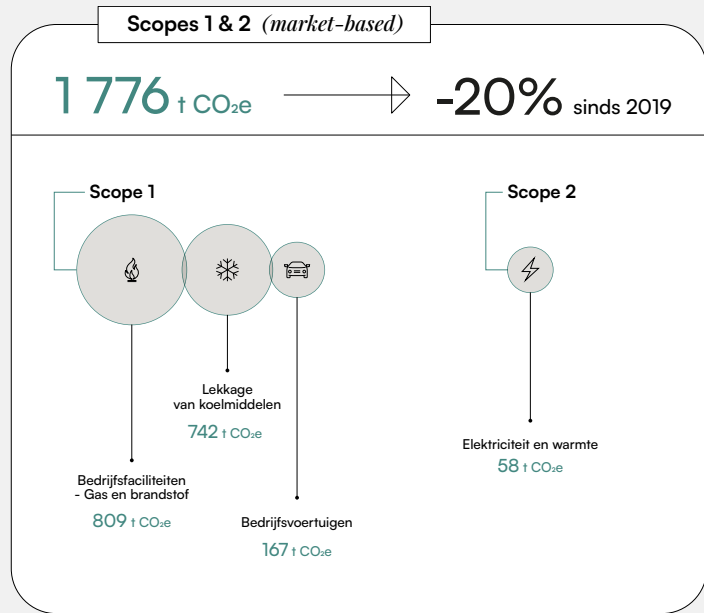 Scopes 1 & 2 (market-based)
1 776 t CO₂e
-20% sinds 2019
Scope 1
Scope 2
Lekkage
van koelmiddelen
742 t CO₂e
Elektriciteit en warmte
58 t CO₂e
Bedrijfsfaciliteiten
- Gas en brandstof
809 t CO₂e
Bedrijfsvoertuigen
167 t CO₂e